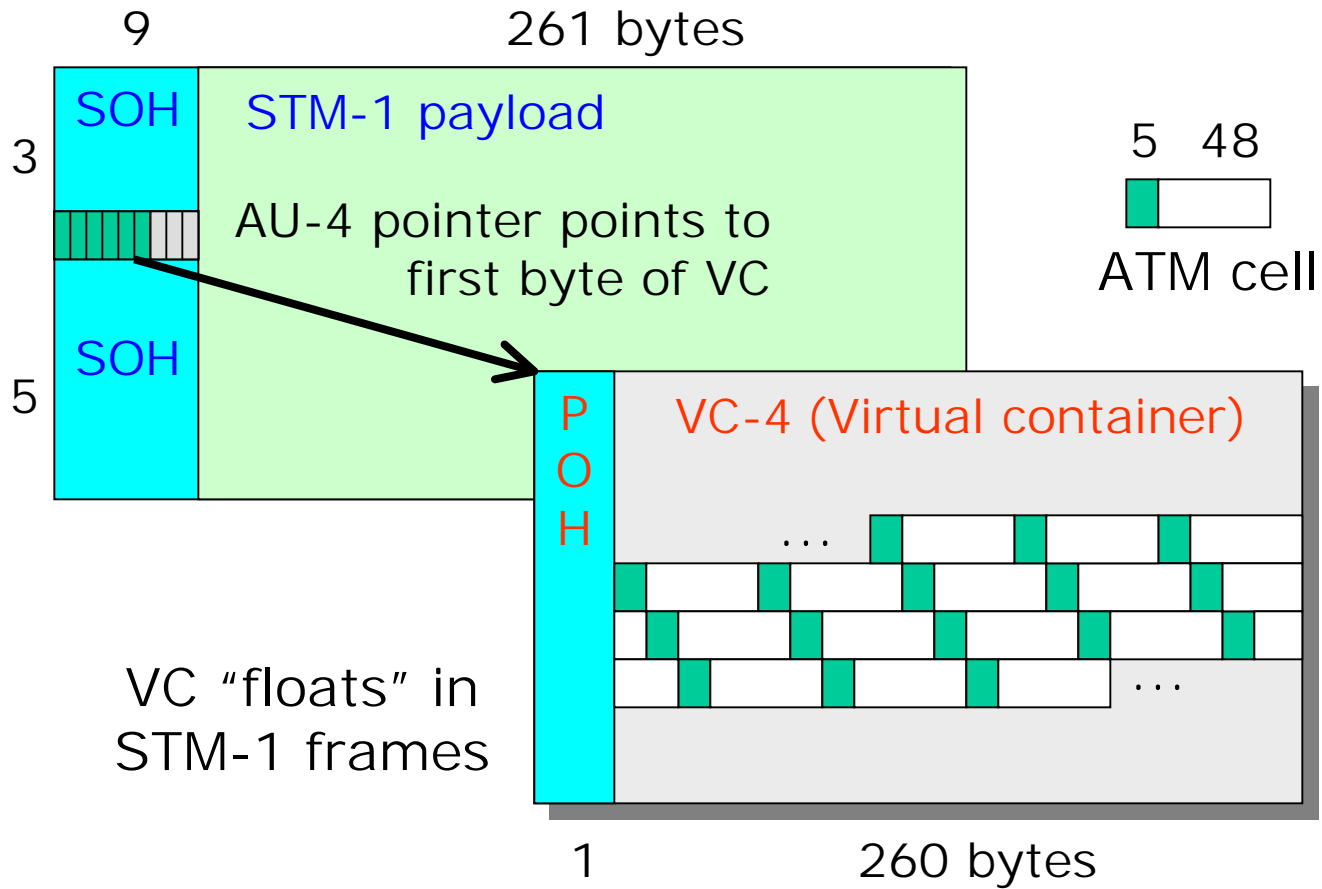 9 261 bytes
SOH STM-1 payload
3
5 48
AU-4 pointer points to
first byte of VC
ATM cell
SOH
5
P
O
H
VC-4 (Virtual container)
...
...
VC “floats” in
STM-1 frames
1 260 bytes